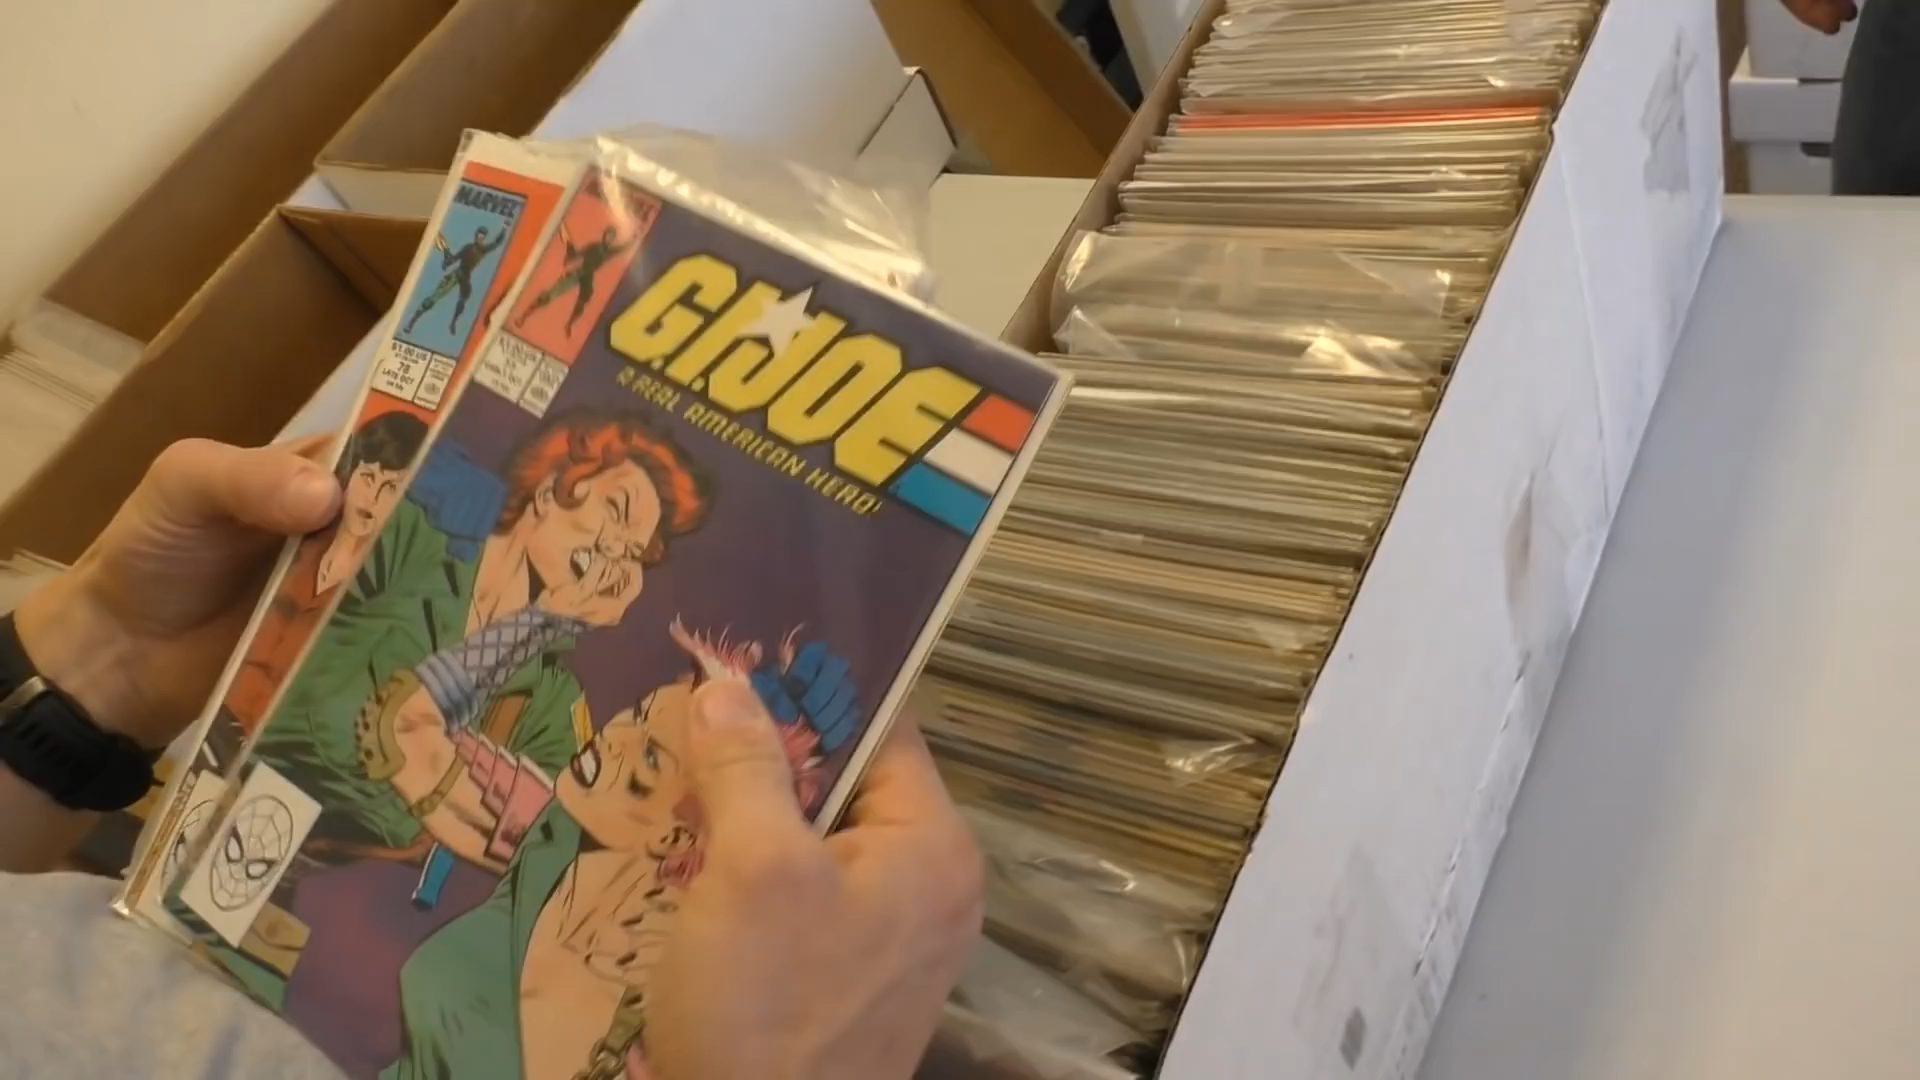 MARVEL
$1.00 US
78
LATE OCT
G.I. JOE
A REAL AMERICAN HERO!